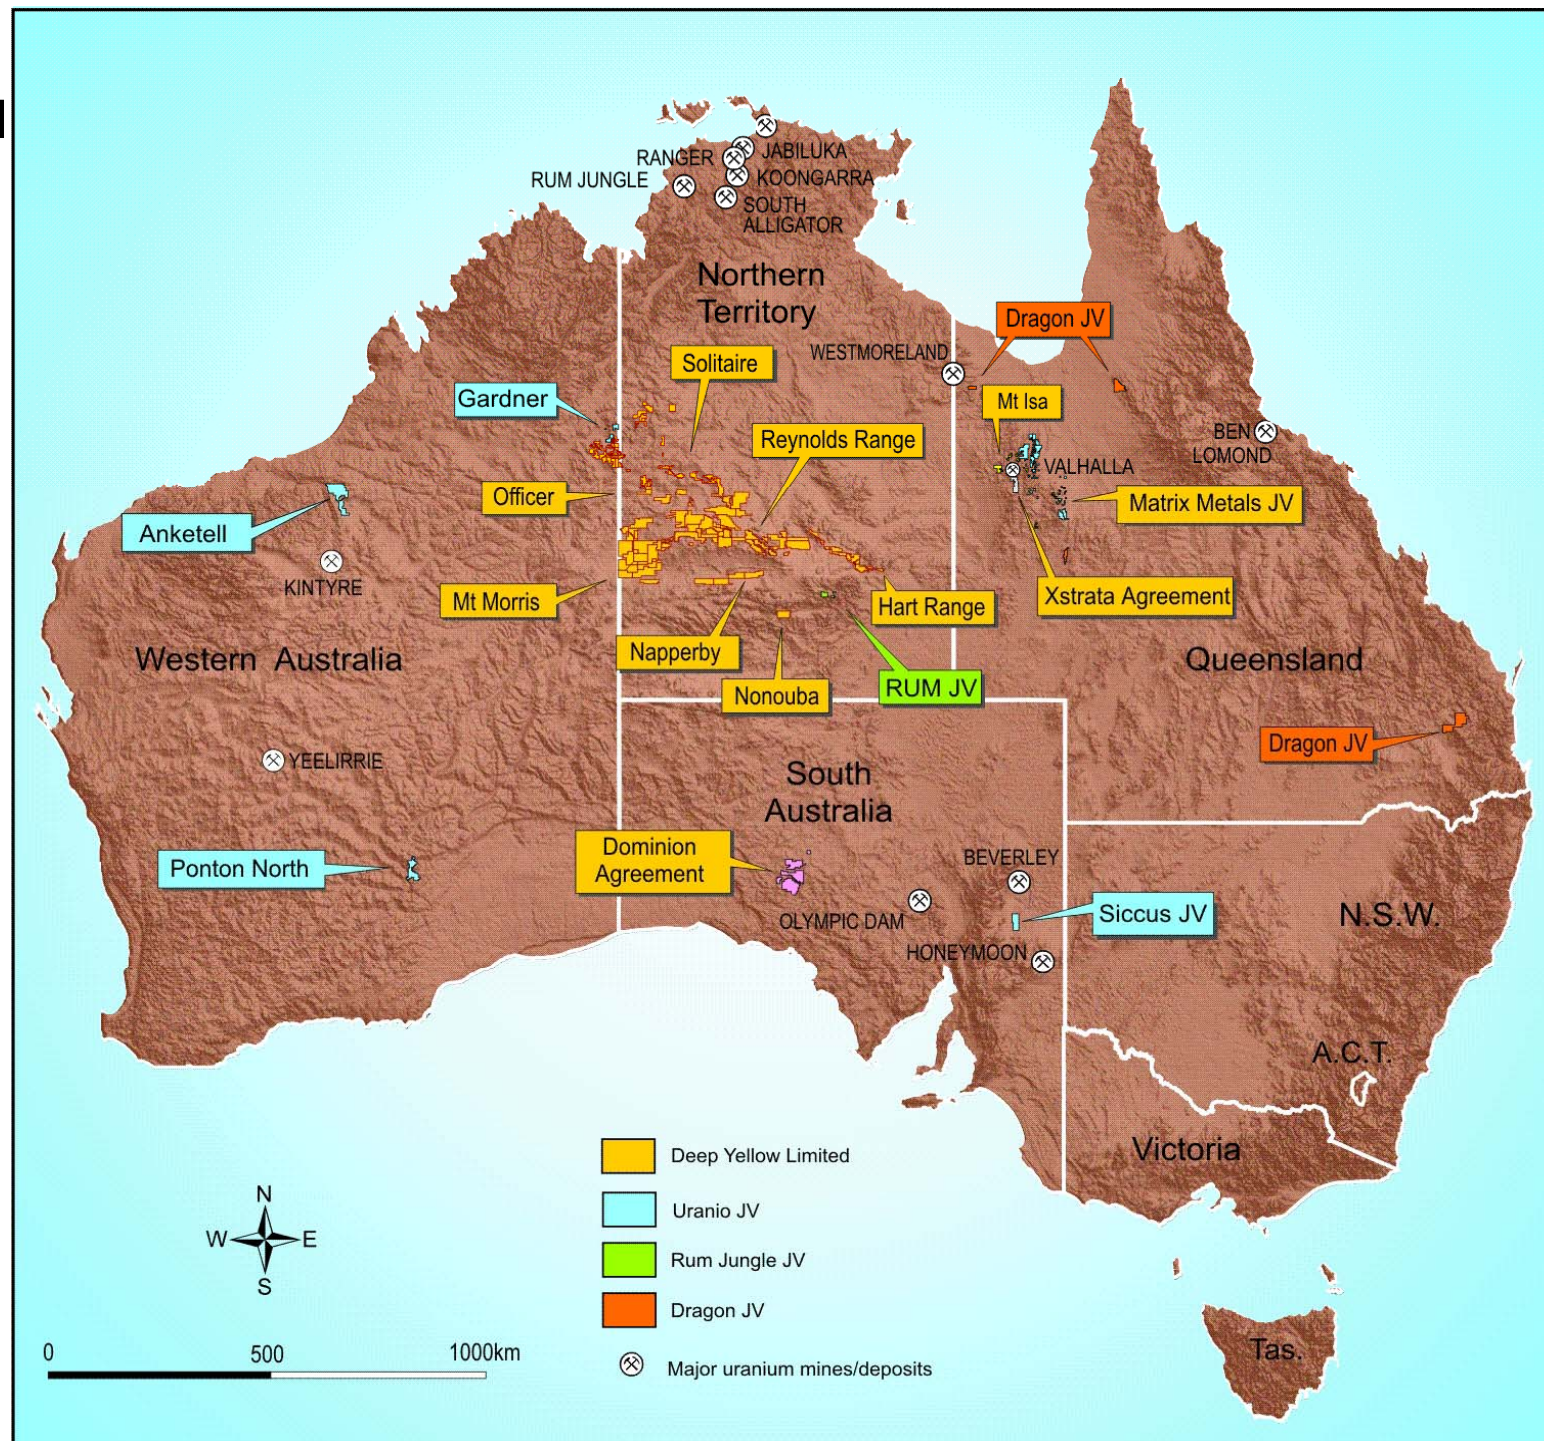 JABILUKA
RANGER
KOONGARRA
RUM JUNGLE
SOUTH
ALLIGATOR
Northern
Territory
Dragon JV
WESTMORELAND
Solitaire
Gardner
Mt Isa
Reynolds Range
BEN
LOMOND
VALHALLA
Officer
Matrix Metals JV
Anketell
KINTYRE
Mt Morris
Hart Range
Xstrata Agreement
Napperby
Western Australia
Queensland
RUM JV
Nonouba
Dragon JV
YEELIRRIE
South
Australia
Dominion
Agreement
BEVERLEY
Ponton North
OLYMPIC DAM
Siccus JV
N.S.W.
HONEYMOON
A.C.T.
Victoria
Deep Yellow Limited
Uranio JV
Rum Jungle JV
Dragon JV
Major uranium mines/deposits
N
W E
S
0 500 1000km
Tas.